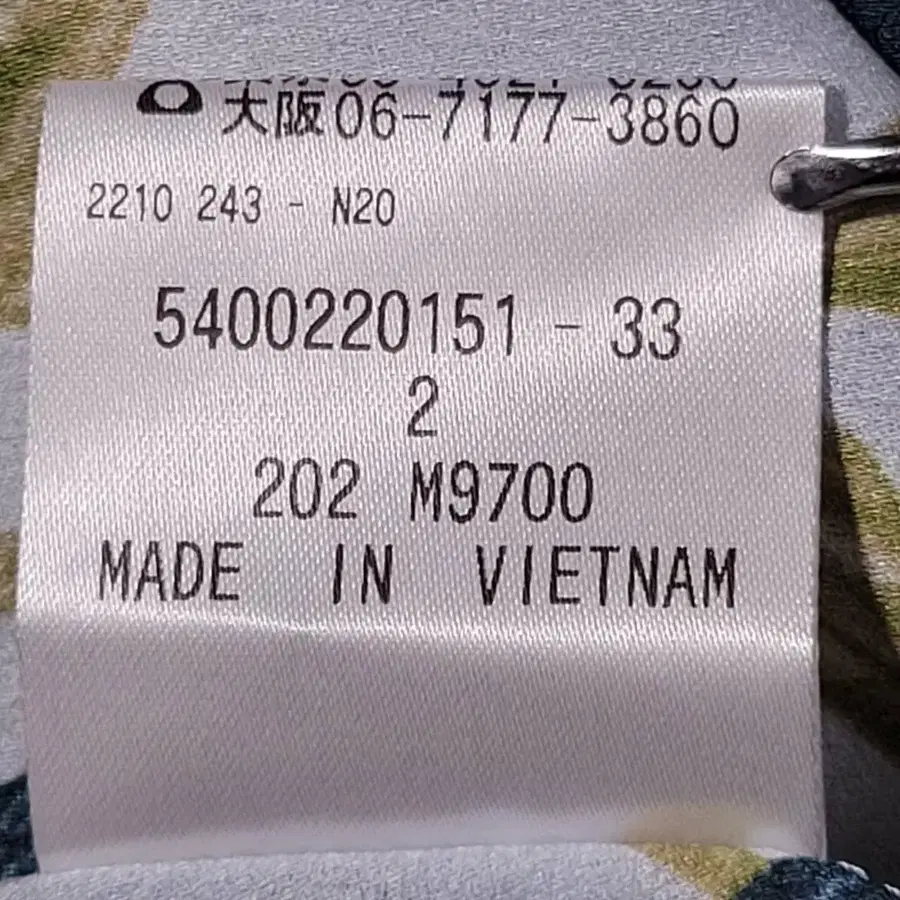 大阪06-7177-3860
2210 243 - N20
5400220151 - 33
2
202 M9700
MADE IN VIETNAM